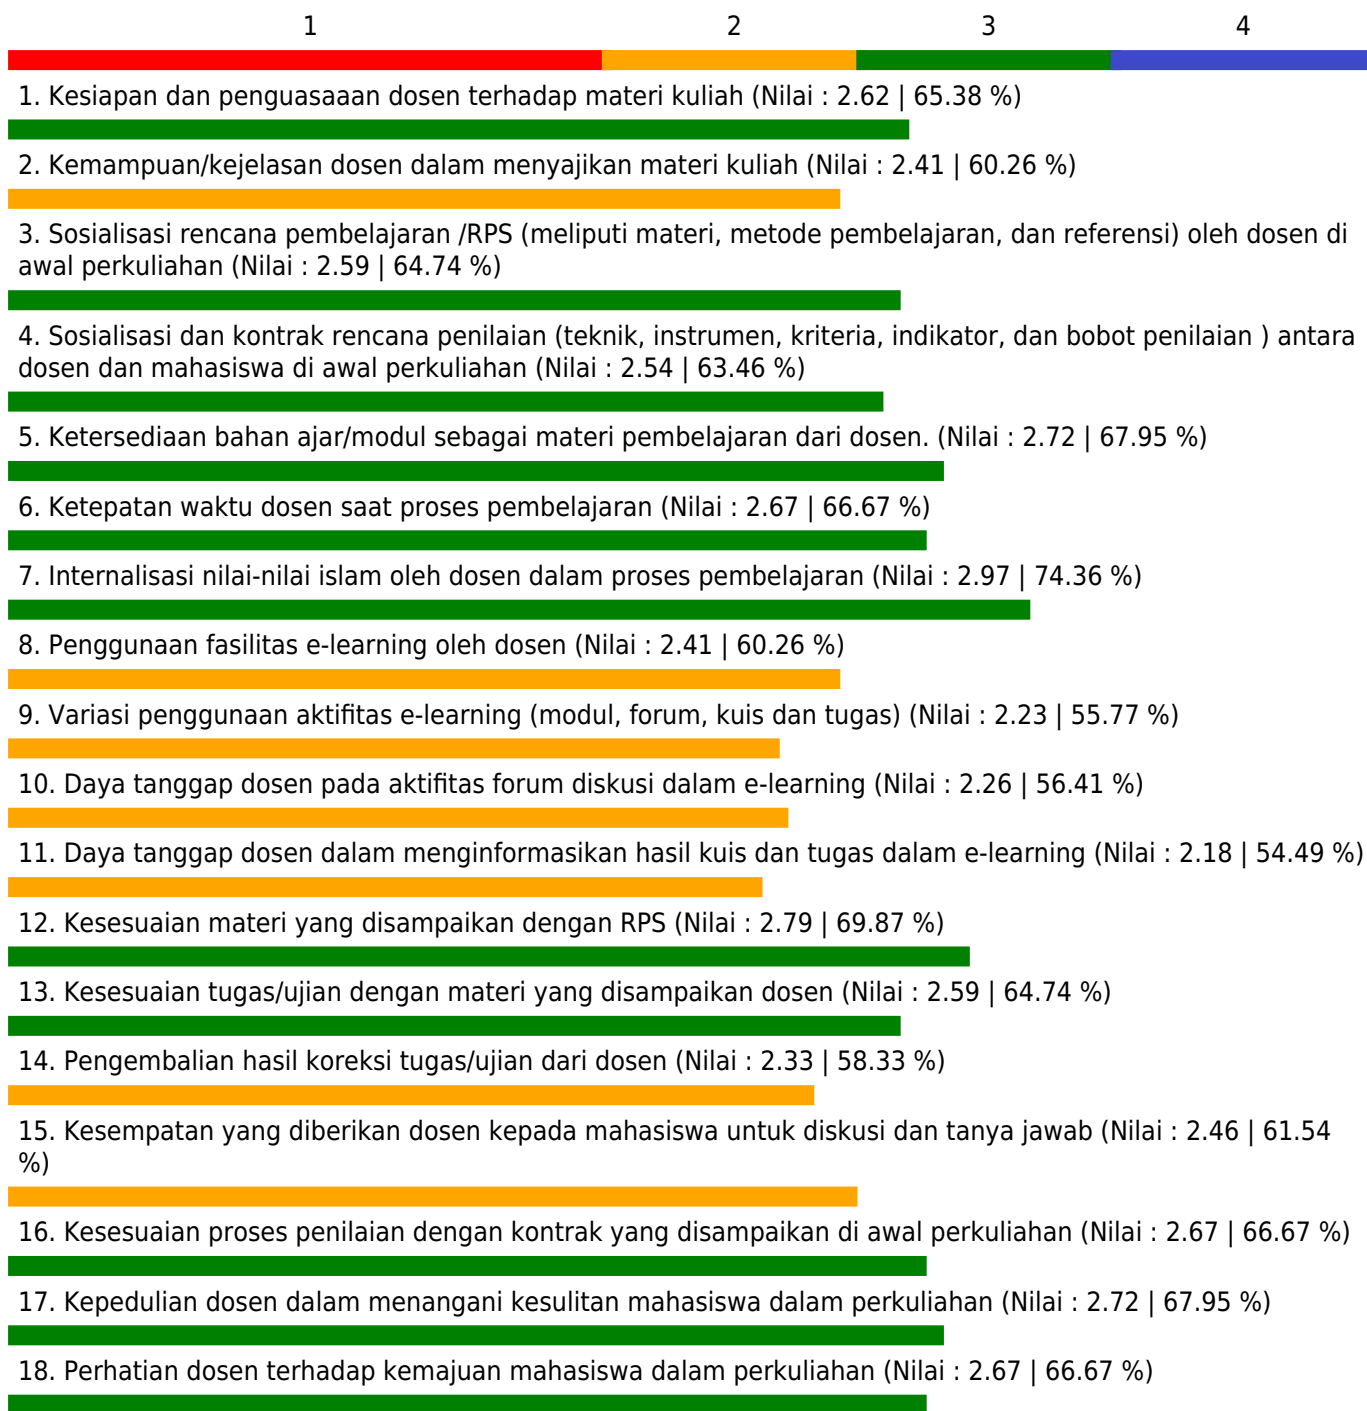 1 2 3 4
1. Kesiapan dan penguasaaan dosen terhadap materi kuliah (Nilai : 2.62 | 65.38 %)
2. Kemampuan/kejelasan dosen dalam menyajikan materi kuliah (Nilai : 2.41 | 60.26 %)
3. Sosialisasi rencana pembelajaran /RPS (meliputi materi, metode pembelajaran, dan referensi) oleh dosen di
awal perkuliahan (Nilai : 2.59 | 64.74 %)
4. Sosialisasi dan kontrak rencana penilaian (teknik, instrumen, kriteria, indikator, dan bobot penilaian ) antara
dosen dan mahasiswa di awal perkuliahan (Nilai : 2.54 | 63.46 %)
5. Ketersediaan bahan ajar/modul sebagai materi pembelajaran dari dosen. (Nilai : 2.72 | 67.95 %)
6. Ketepatan waktu dosen saat proses pembelajaran (Nilai : 2.67 | 66.67 %)
7. Internalisasi nilai-nilai islam oleh dosen dalam proses pembelajaran (Nilai : 2.97 | 74.36 %)
8. Penggunaan fasilitas e-learning oleh dosen (Nilai : 2.41 | 60.26 %)
9. Variasi penggunaan aktifitas e-learning (modul, forum, kuis dan tugas) (Nilai : 2.23 | 55.77 %)
10. Daya tanggap dosen pada aktifitas forum diskusi dalam e-learning (Nilai : 2.26 | 56.41 %)
11. Daya tanggap dosen dalam menginformasikan hasil kuis dan tugas dalam e-learning (Nilai : 2.18 | 54.49 %)
12. Kesesuaian materi yang disampaikan dengan RPS (Nilai : 2.79 | 69.87 %)
13. Kesesuaian tugas/ujian dengan materi yang disampaikan dosen (Nilai : 2.59 | 64.74 %)
14. Pengembalian hasil koreksi tugas/ujian dari dosen (Nilai : 2.33 | 58.33 %)
15. Kesempatan yang diberikan dosen kepada mahasiswa untuk diskusi dan tanya jawab (Nilai : 2.46 | 61.54
%)
16. Kesesuaian proses penilaian dengan kontrak yang disampaikan di awal perkuliahan (Nilai : 2.67 | 66.67 %)
17. Kepedulian dosen dalam menangani kesulitan mahasiswa dalam perkuliahan (Nilai : 2.72 | 67.95 %)
18. Perhatian dosen terhadap kemajuan mahasiswa dalam perkuliahan (Nilai : 2.67 | 66.67 %)